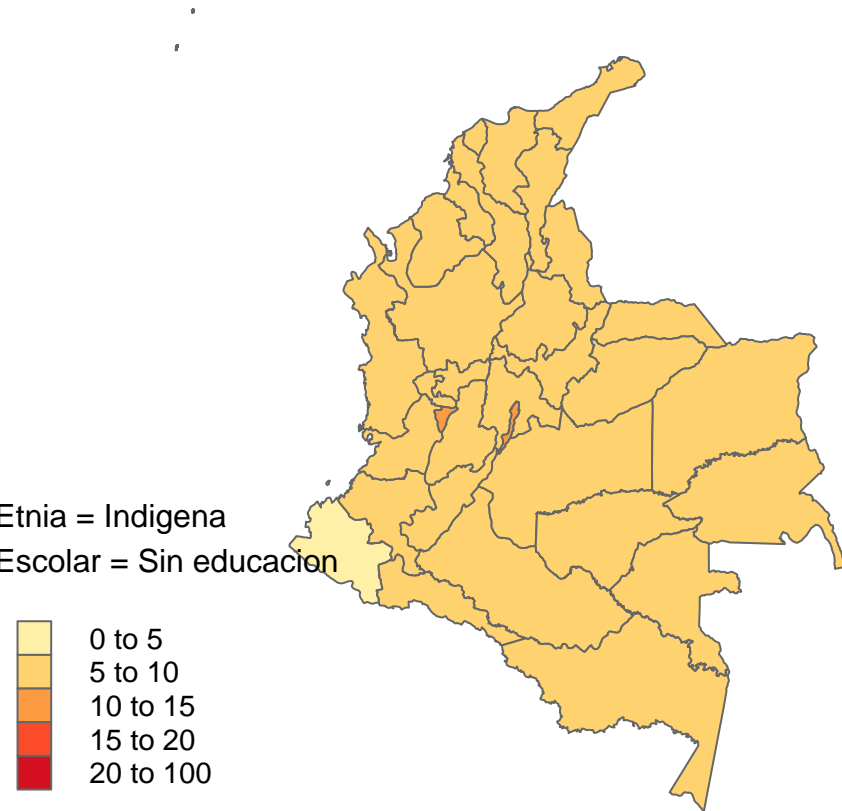 Etnia = Indigena
Escolar = Sin educacion
0 to 5
5 to 10
10 to 15
15 to 20
20 to 100